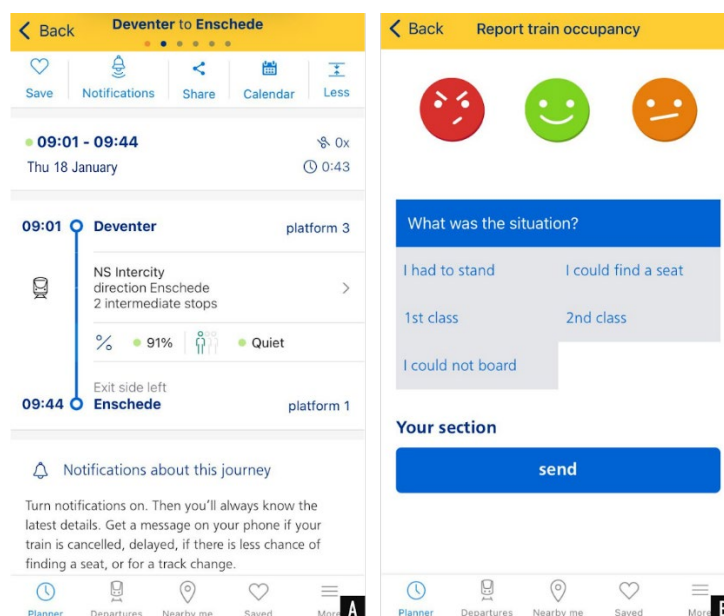 Back
Deventer to Enschede
Save
Notifications
Share
Calendar
Less
09:01 - 09:44
0x
Thu 18 January
0:43
09:01 Deventer platform 3
NS Intercity
direction Enschede
2 intermediate stops
% 91% Quiet
Exit side left
09:44 Enschede platform 1
Notifications about this journey
Turn notifications on. Then you'll always know the
latest details. Get a message on your phone if your
train is cancelled, delayed, if there is less chance of
finding a seat, or for a track change.
Planner Departures Nearby me Saved More
A
Back Report train occupancy
What was the situation?
I had to stand I could find a seat
1st class 2nd class
I could not board
Your section
send
Planner Departures Nearby me Saved More